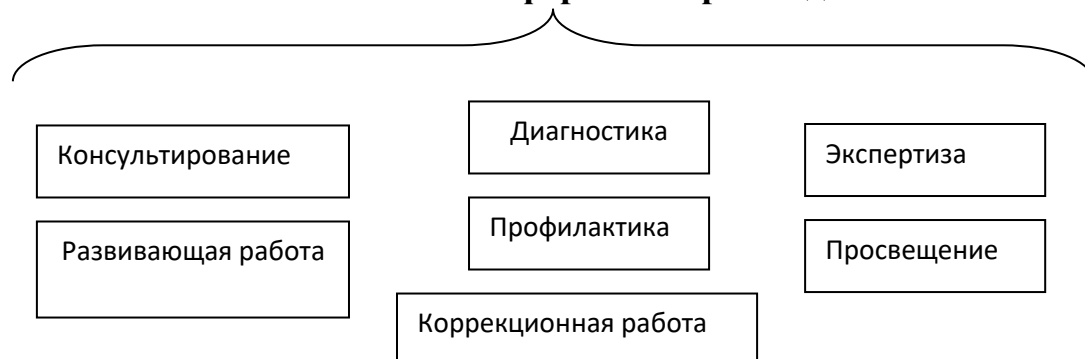 Диагностика
Консультирование
Экспертиза
Профилактика
Развивающая работа
Просвещение
Коррекционная работа